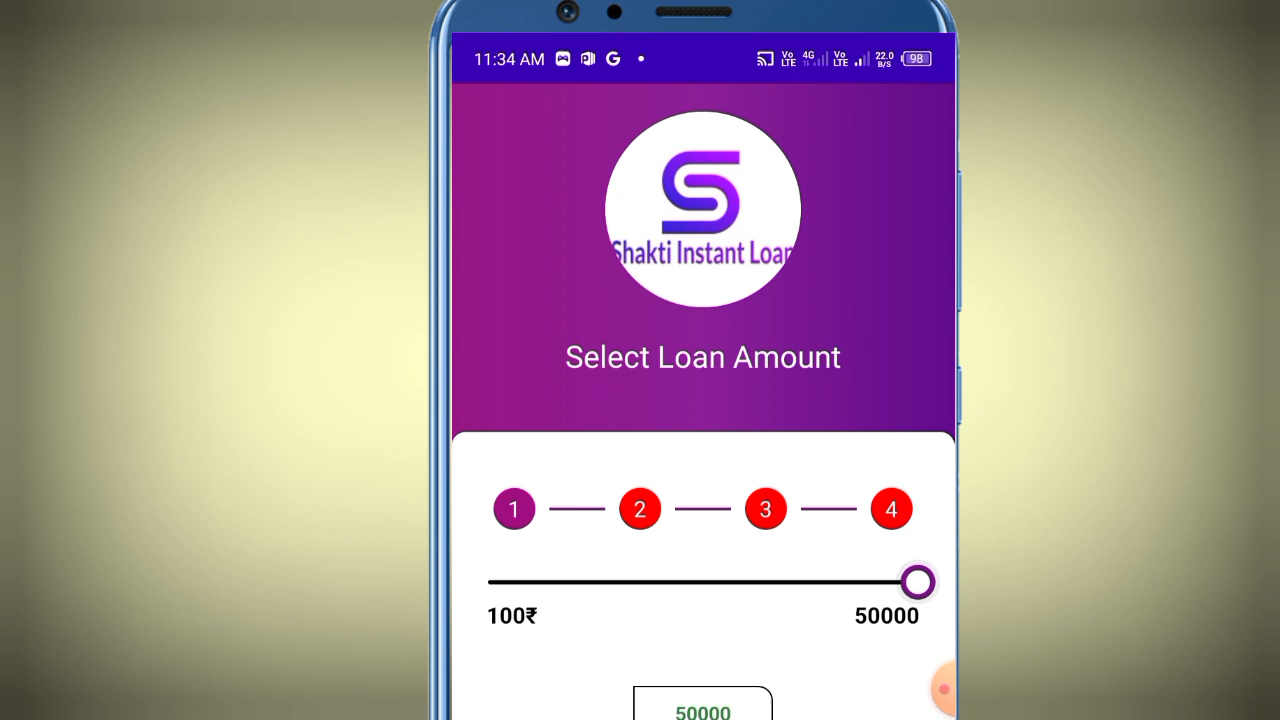 11:34 AM G Vo LTE 4G Vo LTE 22.0 B/S 98
S
Shakti Instant Loan
Select Loan Amount
1 2 3 4
100₹ 50000
50000